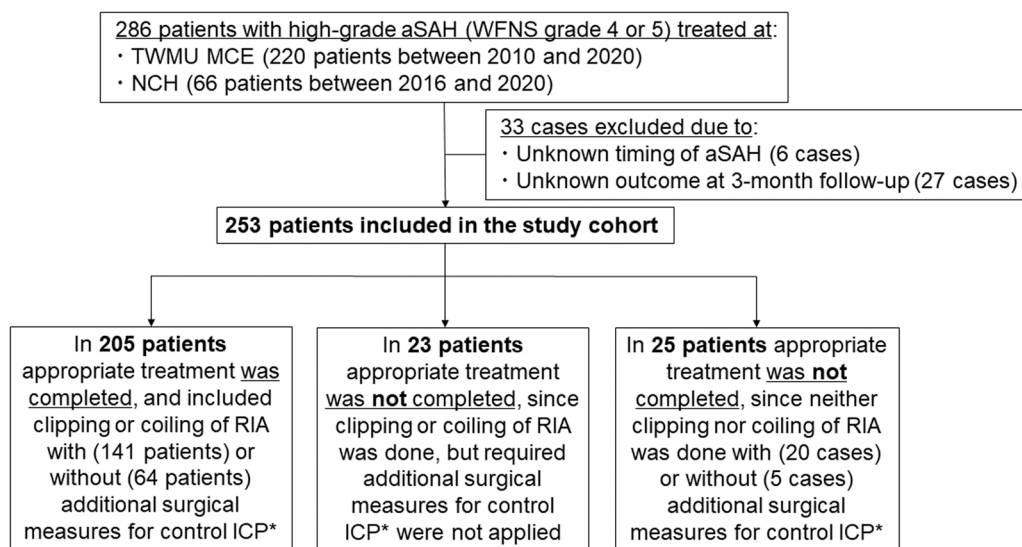 286 patients with high-grade aSAH (WFNS grade 4 or 5) treated at:
・TWMU MCE (220 patients between 2010 and 2020)
・NCH (66 patients between 2016 and 2020)
33 cases excluded due to:
・Unknown timing of aSAH (6 cases)
・Unknown outcome at 3-month follow-up (27 cases)
253 patients included in the study cohort
In 205 patients
appropriate treatment was
completed, and included
clipping or coiling of RIA
with (141 patients) or
without (64 patients)
additional surgical
measures for control ICP*
In 23 patients
appropriate treatment
was not completed, since
clipping or coiling of RIA
was done, but required
additional surgical
measures for control
ICP* were not applied
In 25 patients appropriate
treatment was not
completed, since neither
clipping nor coiling of RIA
was done with (20 cases)
or without (5 cases)
additional surgical
measures for control ICP*